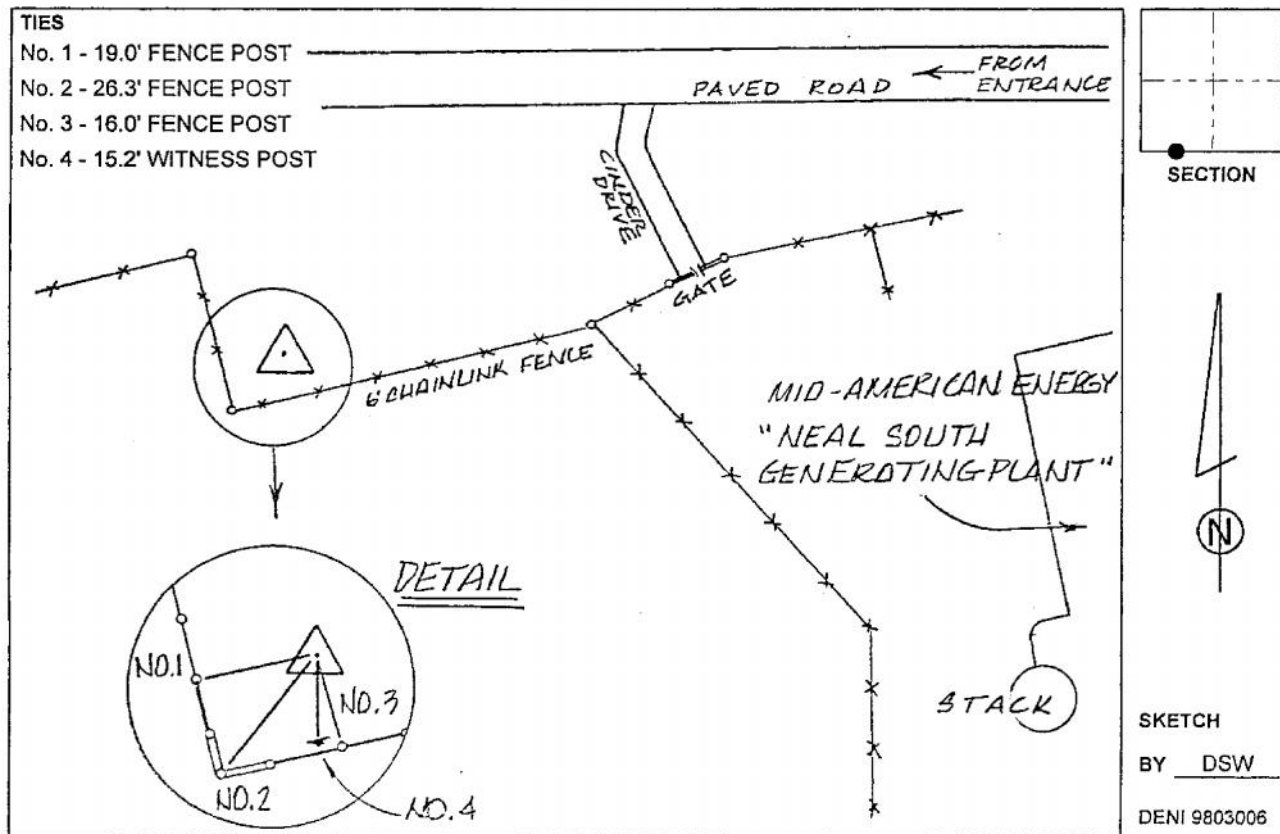 TIES
No. 1 - 19.0' FENCE POST
No. 2 - 26.3' FENCE POST
No. 3 - 16.0' FENCE POST
No. 4 - 15.2' WITNESS POST
PAVED ROAD
FROM
ENTRANCE
CINDER
DRIVE
GATE
6' CHAINLINK FENCE
MID-AMERICAN ENERGY
"NEAL SOUTH
GENERATING PLANT"
STACK
DETAIL
NO.1
NO.3
NO.2
NO.4
SECTION
N
SKETCH
BY DSW
DENI 9803006